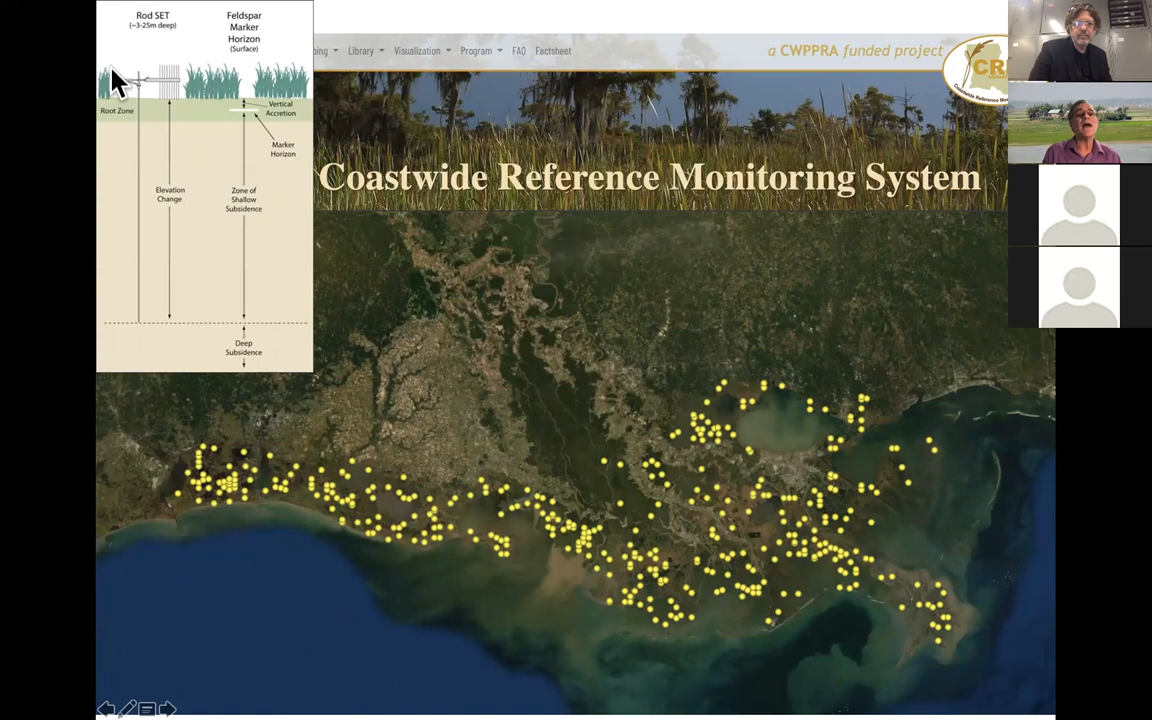 Rod SET
(~3-25m deep)
Feldspar
Marker
Horizon
(Surface)
Root Zone
Vertical
Accretion
Marker
Horizon
Elevation
Change
Zone of
Shallow
Subsidence
Deep
Subsidence
Library
Visualization
Program
FAQ
Factsheet
a CWPPRA funded project
CR
Coastwide Reference Monitoring System